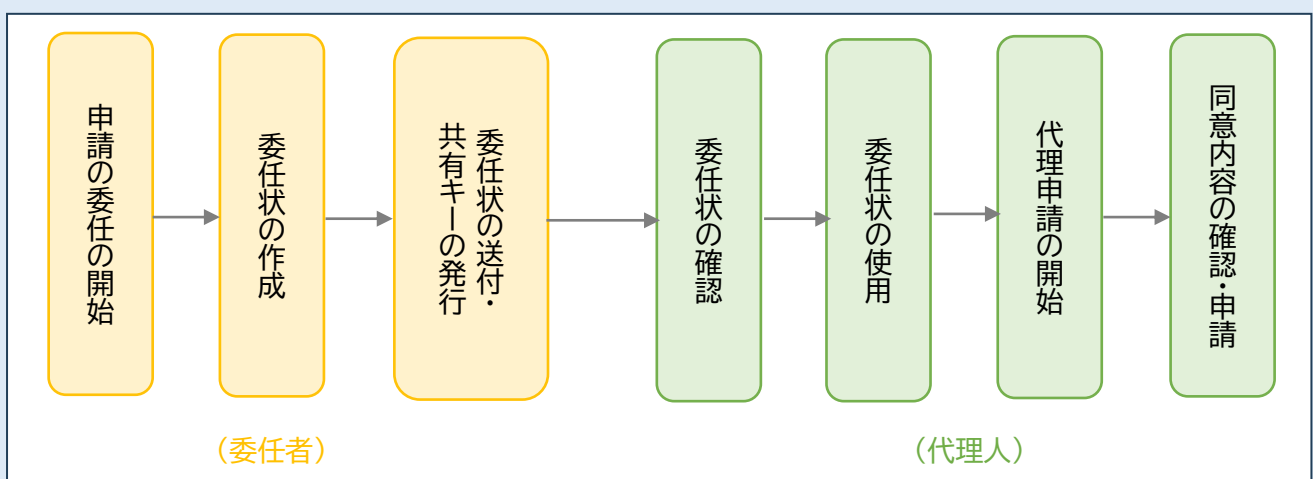 申請の委任の開始
委任状の作成
委任状の送付・
共有キーの発行
委任状の確認
委任状の使用
代理申請の開始
同意内容の確認・申請
（委任者）
（代理人）